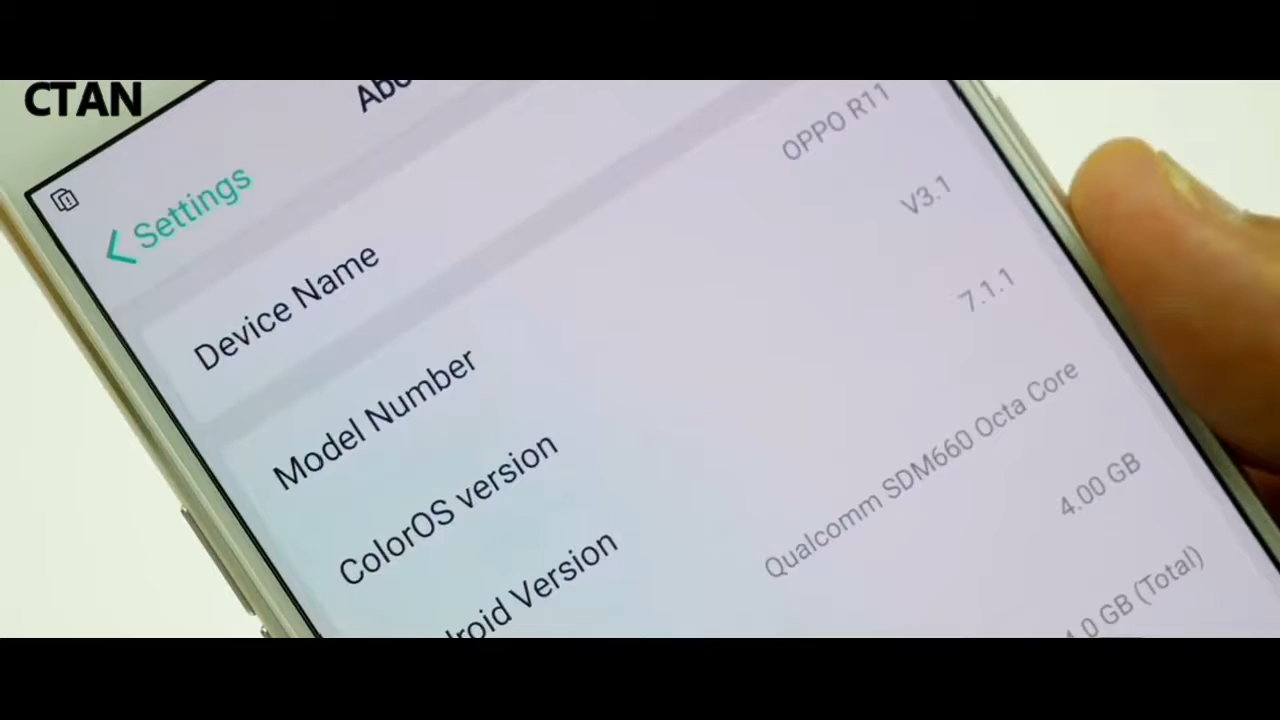 CTAN
Settings
Device Name
Model Number
OPPO R11
ColorOS version
V3.1
Version
7.1.1
Qualcomm SDM660 Octa Core
4.00 GB
GB (Total)